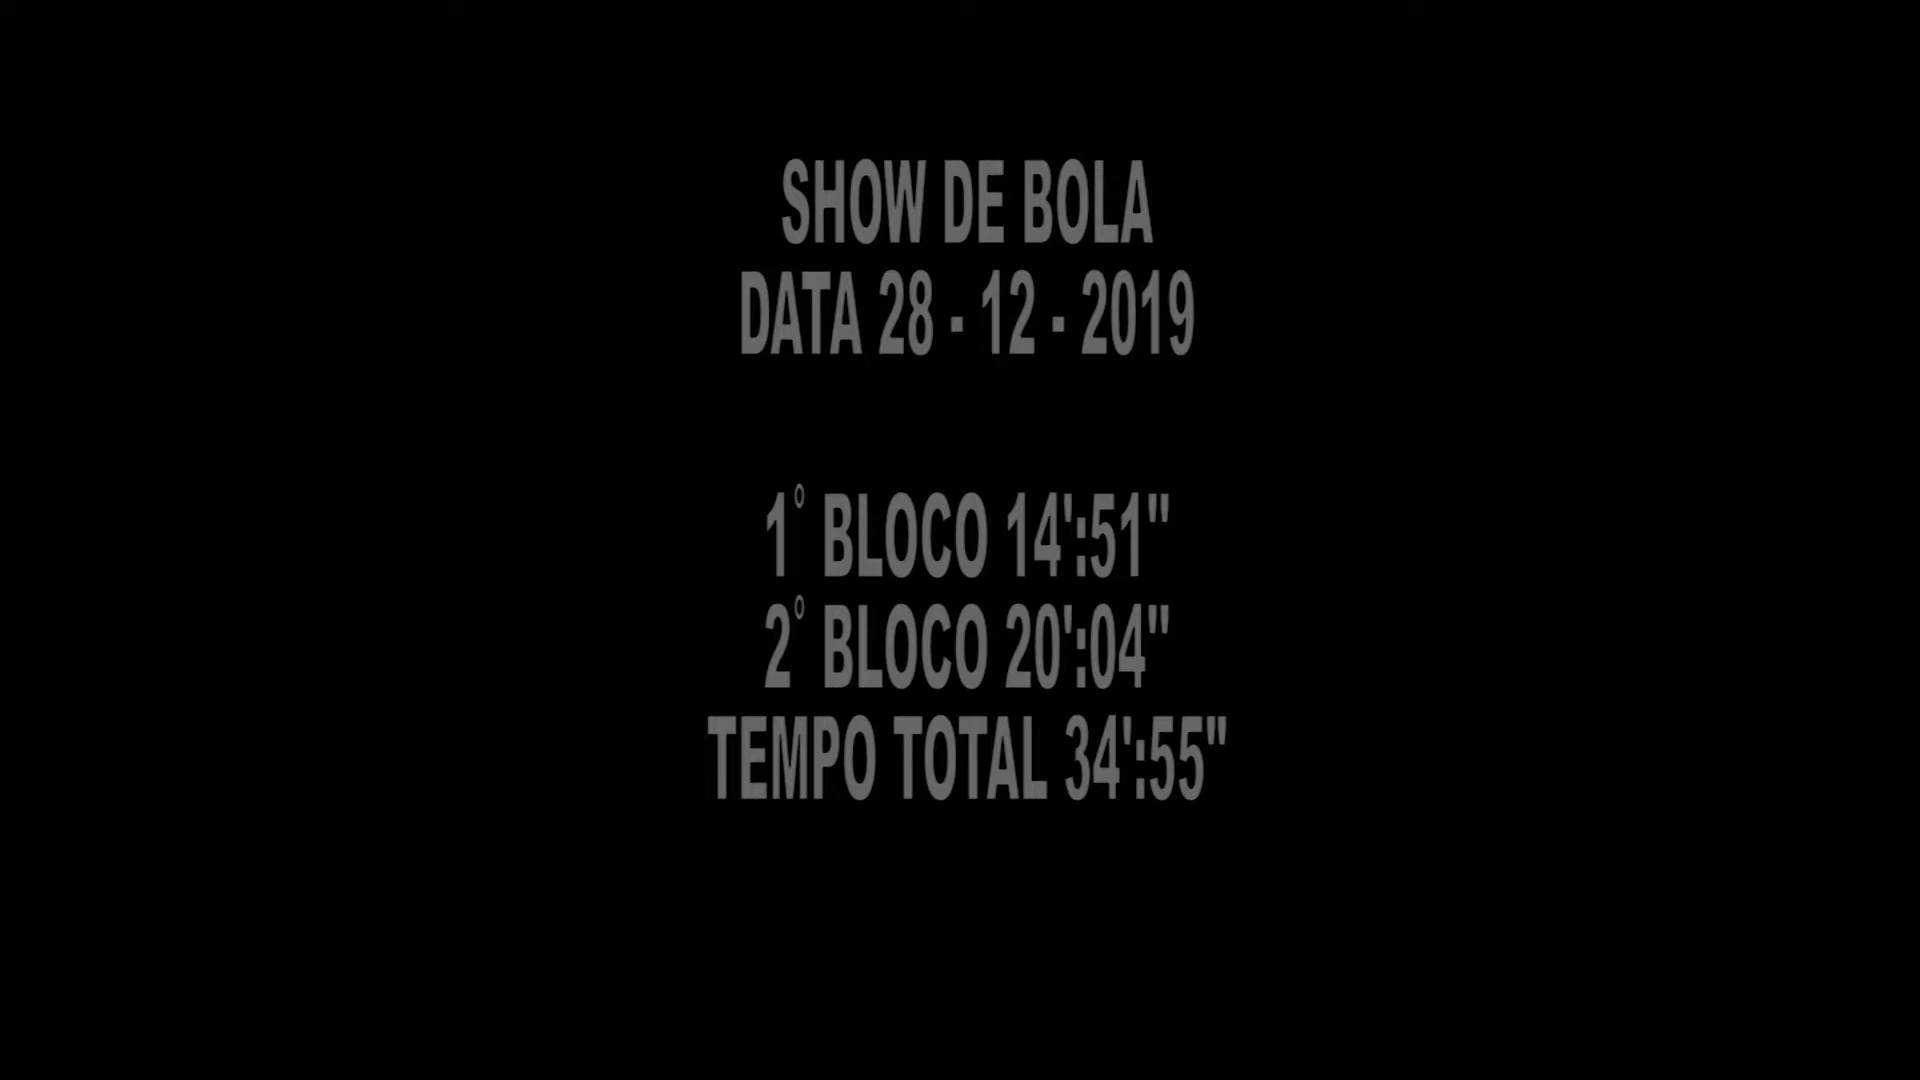 SHOW DE BOLA
DATA 28 - 12 - 2019
1° BLOCO 14':51"
2° BLOCO 20':04"
TEMPO TOTAL 34':55"